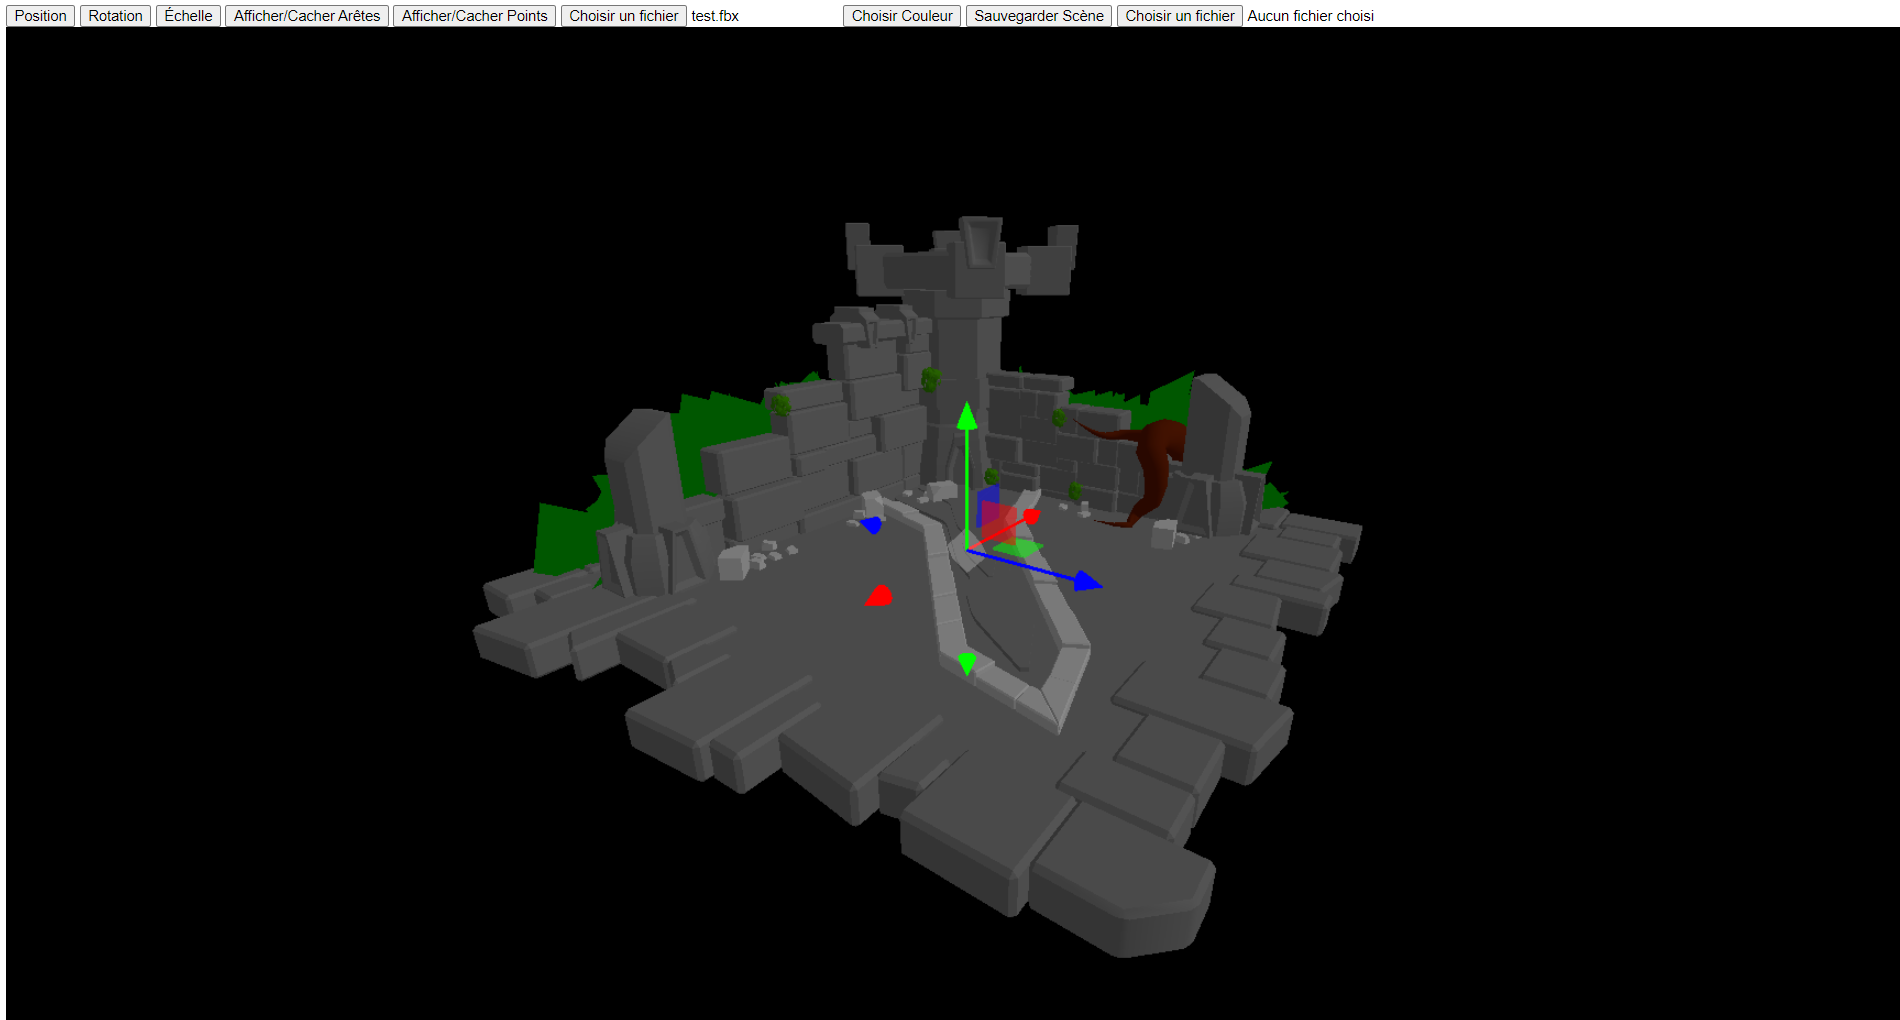 Position Rotation Échelle Afficher/Cacher Arêtes Afficher/Cacher Points Choisir un fichier test.fbx Choisir Couleur Sauvegarder Scène Choisir un fichier Aucun fichier choisi